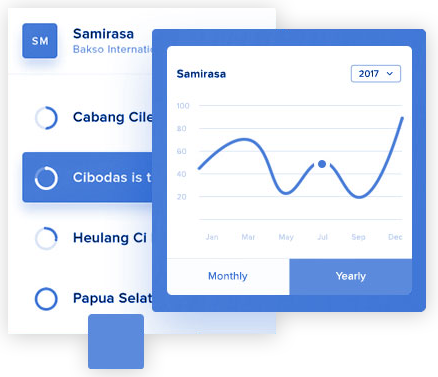 SM
Samirasa
Bakso Internatio
Cabang Cile
Cibodas is t
Heulang Ci
Papua Selat
Samirasa
2017
100
80
60
40
20
Jan Mar May Jul Sep Dec
Monthly Yearly